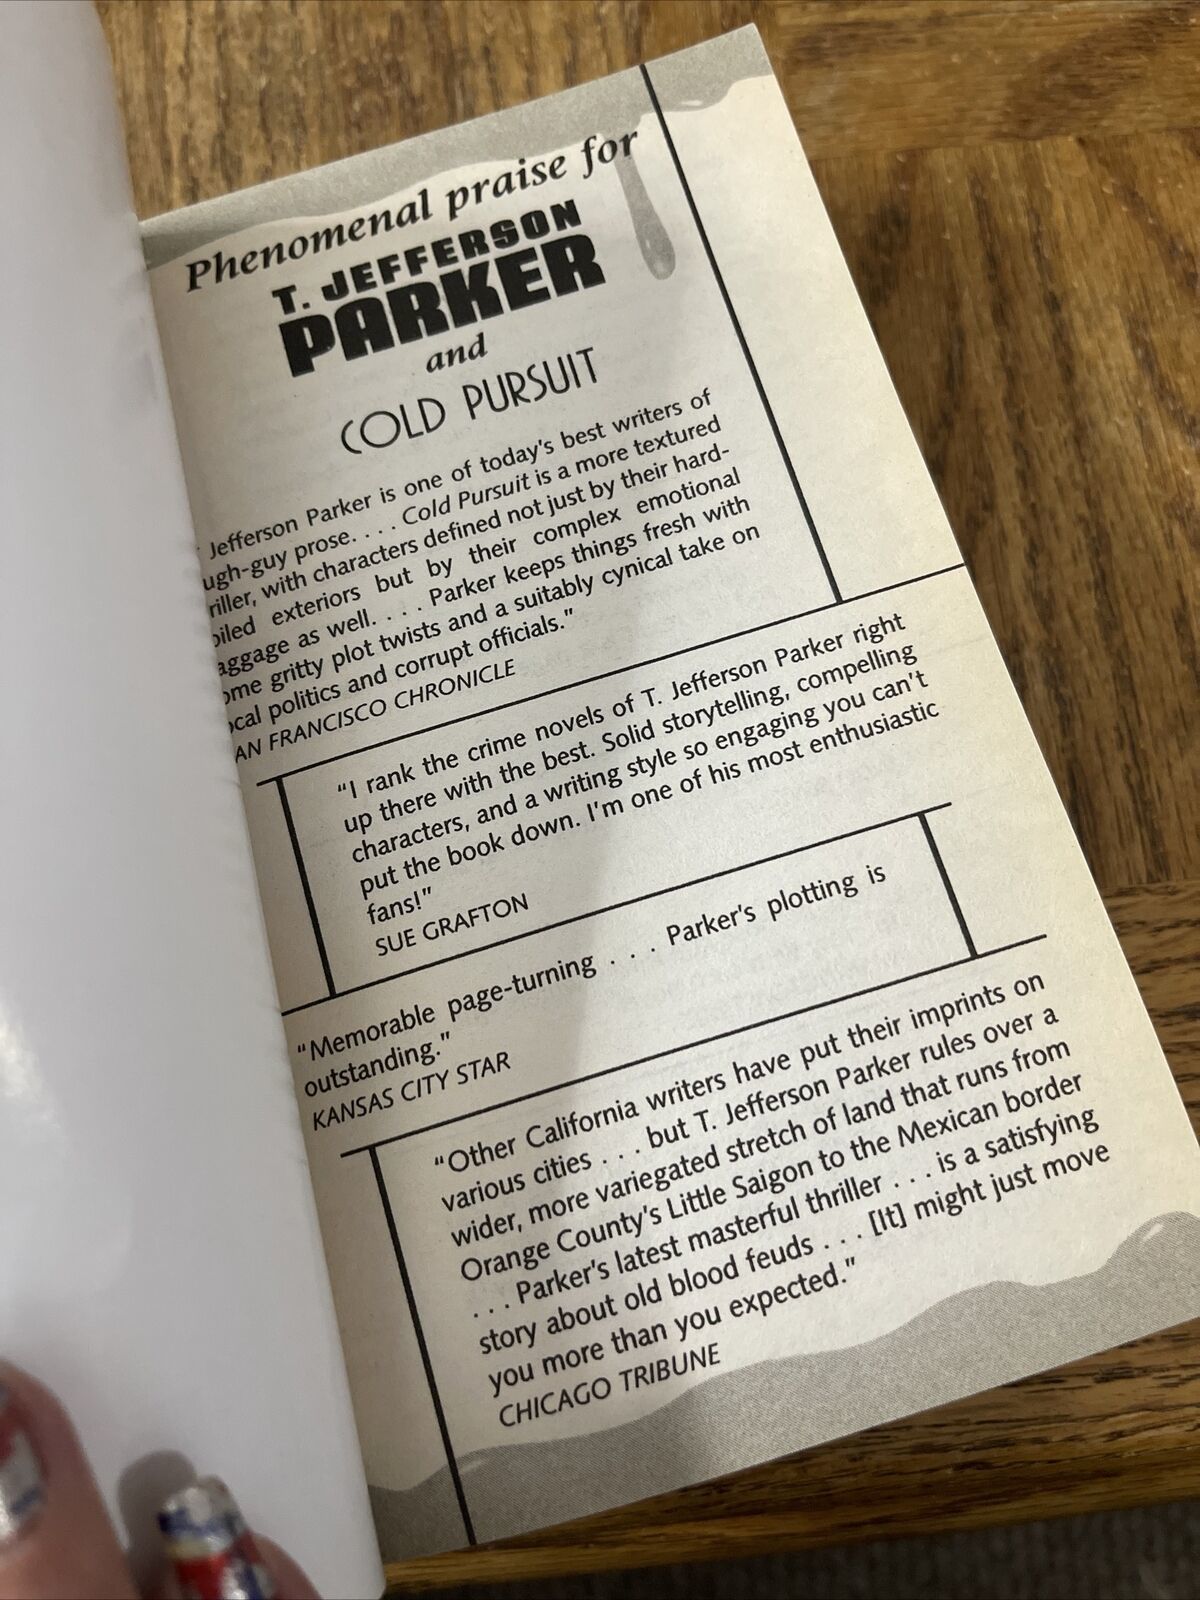 Phenomenal praise for
T. JEFFERSON
PARKER
and
COLD PURSUIT
Jefferson Parker is one of today's best writers of
ugh-guy prose. . . . Cold Pursuit is a more textured
riller, with characters defined not just by their hard-
oiled exteriors but by their complex emotional
aggage as well. . . . Parker keeps things fresh with
ome gritty plot twists and a suitably cynical take on
ocal politics and corrupt officials."
AN FRANCISCO CHRONICLE
"I rank the crime novels of T. Jefferson Parker right
up there with the best. Solid storytelling, compelling
characters, and a writing style so engaging you can't
put the book down. I'm one of his most enthusiastic
fans!"
SUE GRAFTON
"Memorable page-turning . . . Parker's plotting is
outstanding."
KANSAS CITY STAR
"Other California writers have put their imprints on
various cities . . . but T. Jefferson Parker rules over a
wider, more variegated stretch of land that runs from
Orange County's Little Saigon to the Mexican border
. . . Parker's latest masterful thriller . . . is a satisfying
story about old blood feuds . . . [It] might just move
you more than you expected."
CHICAGO TRIBUNE